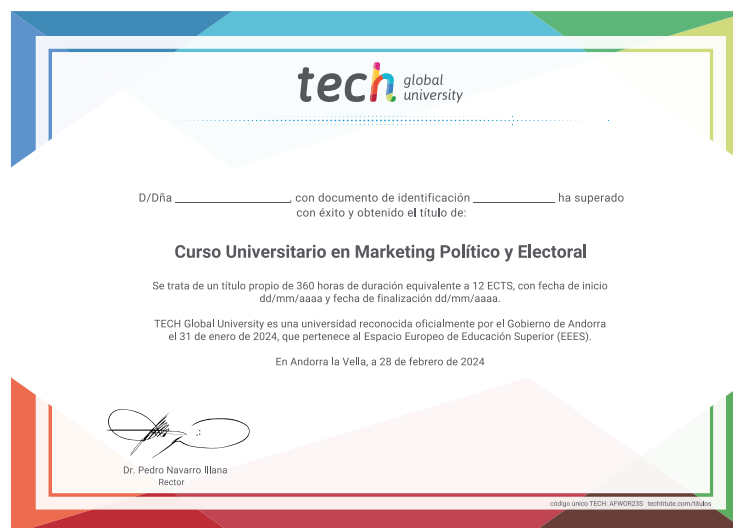 tech global university
D/Dña ____________________, con documento de identificación ______________ ha superado
con éxito y obtenido el título de:
Curso Universitario en Marketing Político y Electoral
Se trata de un título propio de 360 horas de duración equivalente a 12 ECTS, con fecha de inicio
dd/mm/aaaa y fecha de finalización dd/mm/aaaa.
TECH Global University es una universidad reconocida oficialmente por el Gobierno de Andorra
el 31 de enero de 2024, que pertenece al Espacio Europeo de Educación Superior (EEES).
En Andorra la Vella, a 28 de febrero de 2024
Dr. Pedro Navarro Illana
Rector
código único TECH: AFWOR23S techtitute.com/titulos